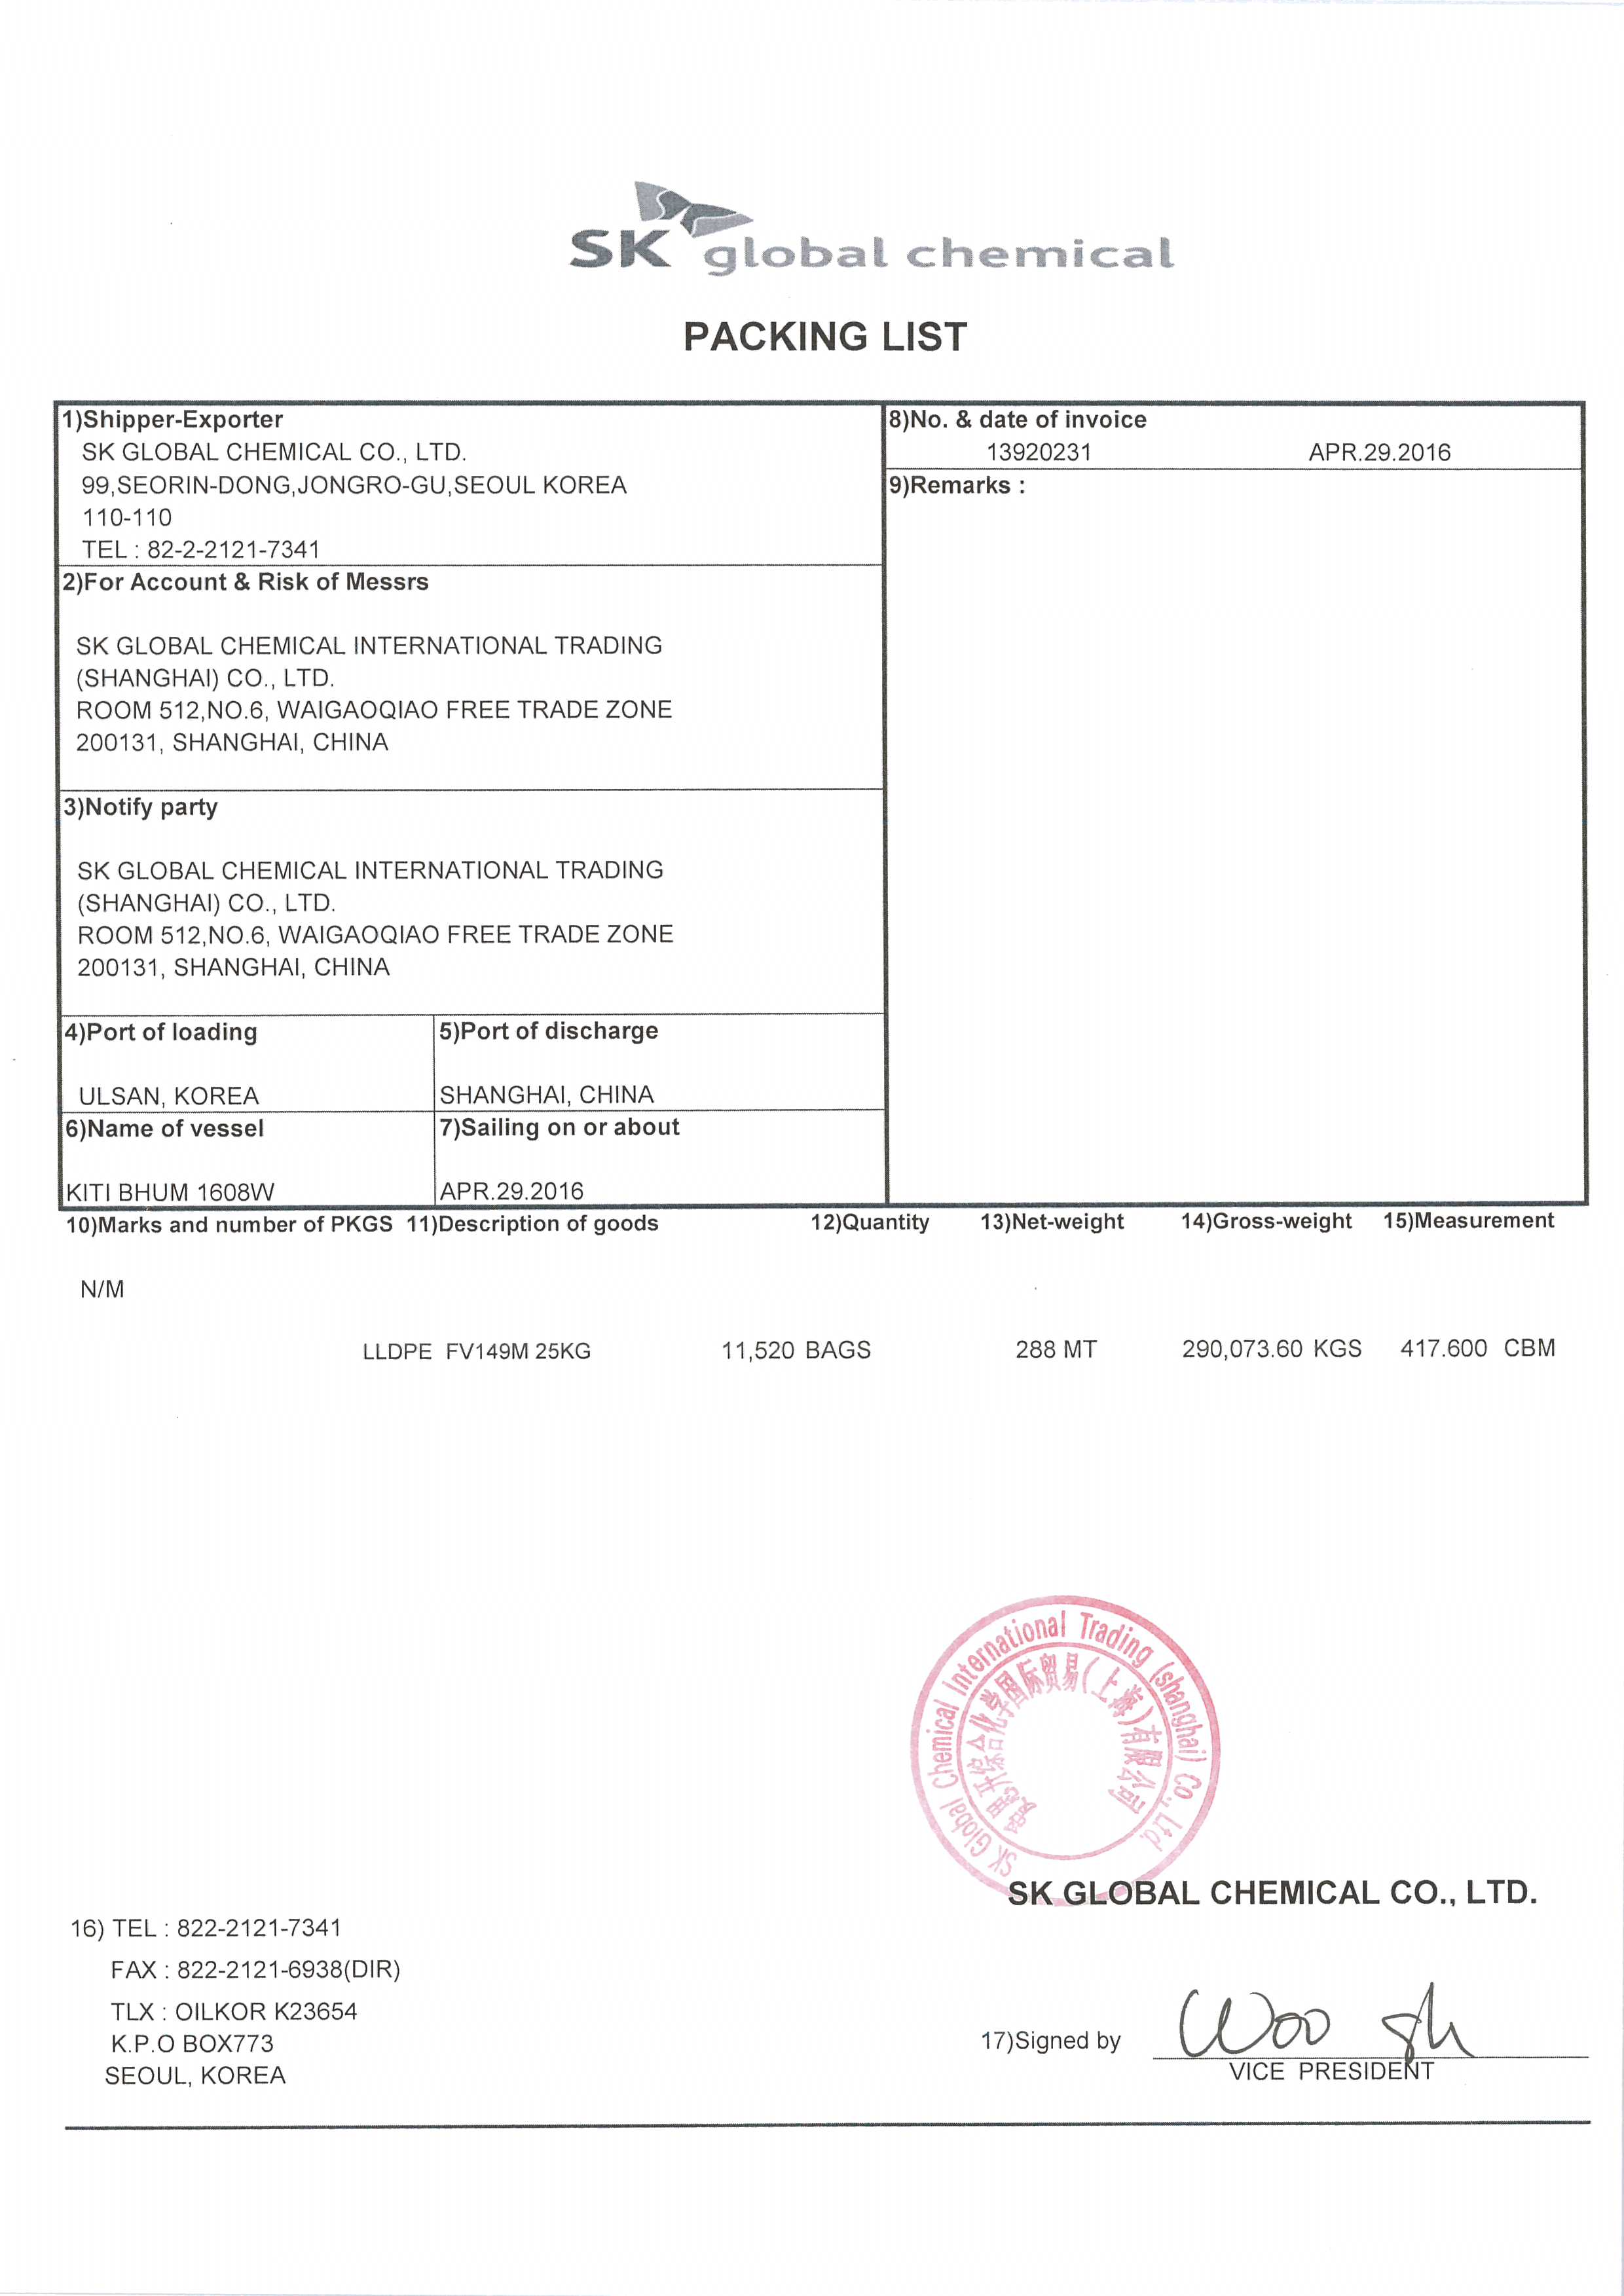 SK global chemical
PACKING LIST
1)Shipper-Exporter
SK GLOBAL CHEMICAL CO., LTD.
99,SEORIN-DONG,JONGRO-GU,SEOUL KOREA
110-110
TEL : 82-2-2121-7341
8)No. & date of invoice
13920231 APR.29.2016
9)Remarks :
2)For Account & Risk of Messrs
SK GLOBAL CHEMICAL INTERNATIONAL TRADING
(SHANGHAI) CO., LTD.
ROOM 512,NO.6, WAIGAOQIAO FREE TRADE ZONE
200131, SHANGHAI, CHINA
3)Notify party
SK GLOBAL CHEMICAL INTERNATIONAL TRADING
(SHANGHAI) CO., LTD.
ROOM 512,NO.6, WAIGAOQIAO FREE TRADE ZONE
200131, SHANGHAI, CHINA
4)Port of loading
ULSAN, KOREA
5)Port of discharge
SHANGHAI, CHINA
6)Name of vessel
KITI BHUM 1608W
7)Sailing on or about
APR.29.2016
10)Marks and number of PKGS 11)Description of goods 12)Quantity 13)Net-weight 14)Gross-weight 15)Measurement
N/M
LLDPE FV149M 25KG 11,520 BAGS 288 MT 290,073.60 KGS 417.600 CBM
SK Global Chemical International Trading (shanghai) Co., Ltd.
综合化学国际贸易(上海)有限公司
SK GLOBAL CHEMICAL CO., LTD.
16) TEL : 822-2121-7341
FAX : 822-2121-6938(DIR)
TLX : OILKOR K23654
K.P.O BOX773
SEOUL, KOREA
17)Signed by
Woo sh
VICE PRESIDENT